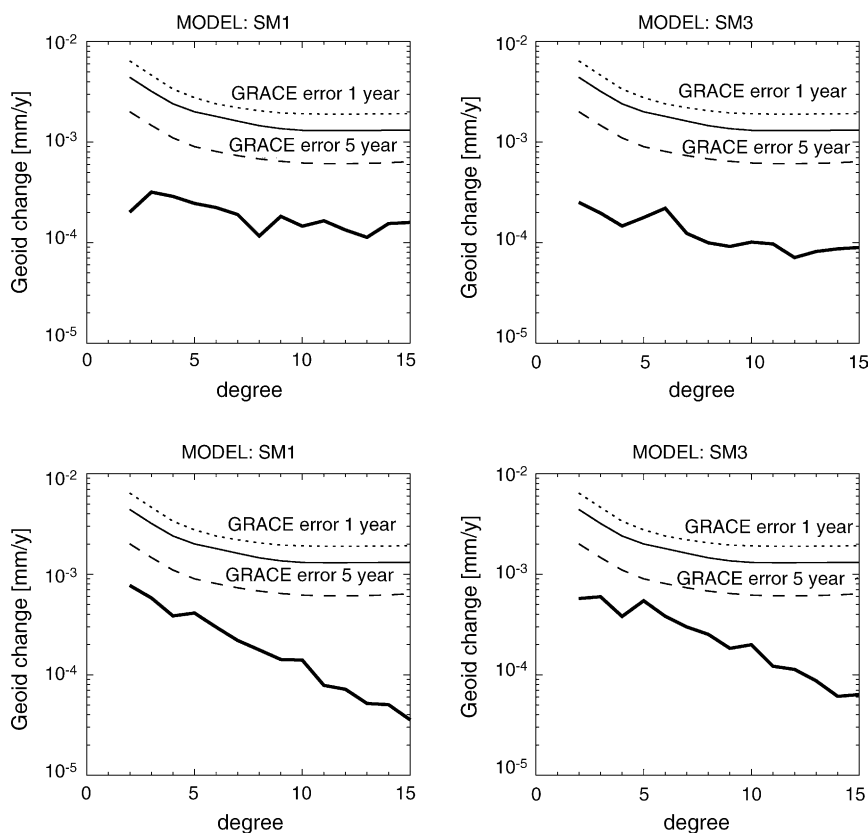 MODEL: SM1
10-2
10-3
10-4
10-5
Geoid change [mm/y]
GRACE error 1 year
GRACE error 5 year
0 5 10 15
degree
MODEL: SM3
10-2
10-3
10-4
10-5
Geoid change [mm/y]
GRACE error 1 year
GRACE error 5 year
0 5 10 15
degree
MODEL: SM1
10-2
10-3
10-4
10-5
Geoid change [mm/y]
GRACE error 1 year
GRACE error 5 year
0 5 10 15
degree
MODEL: SM3
10-2
10-3
10-4
10-5
Geoid change [mm/y]
GRACE error 1 year
GRACE error 5 year
0 5 10 15
degree